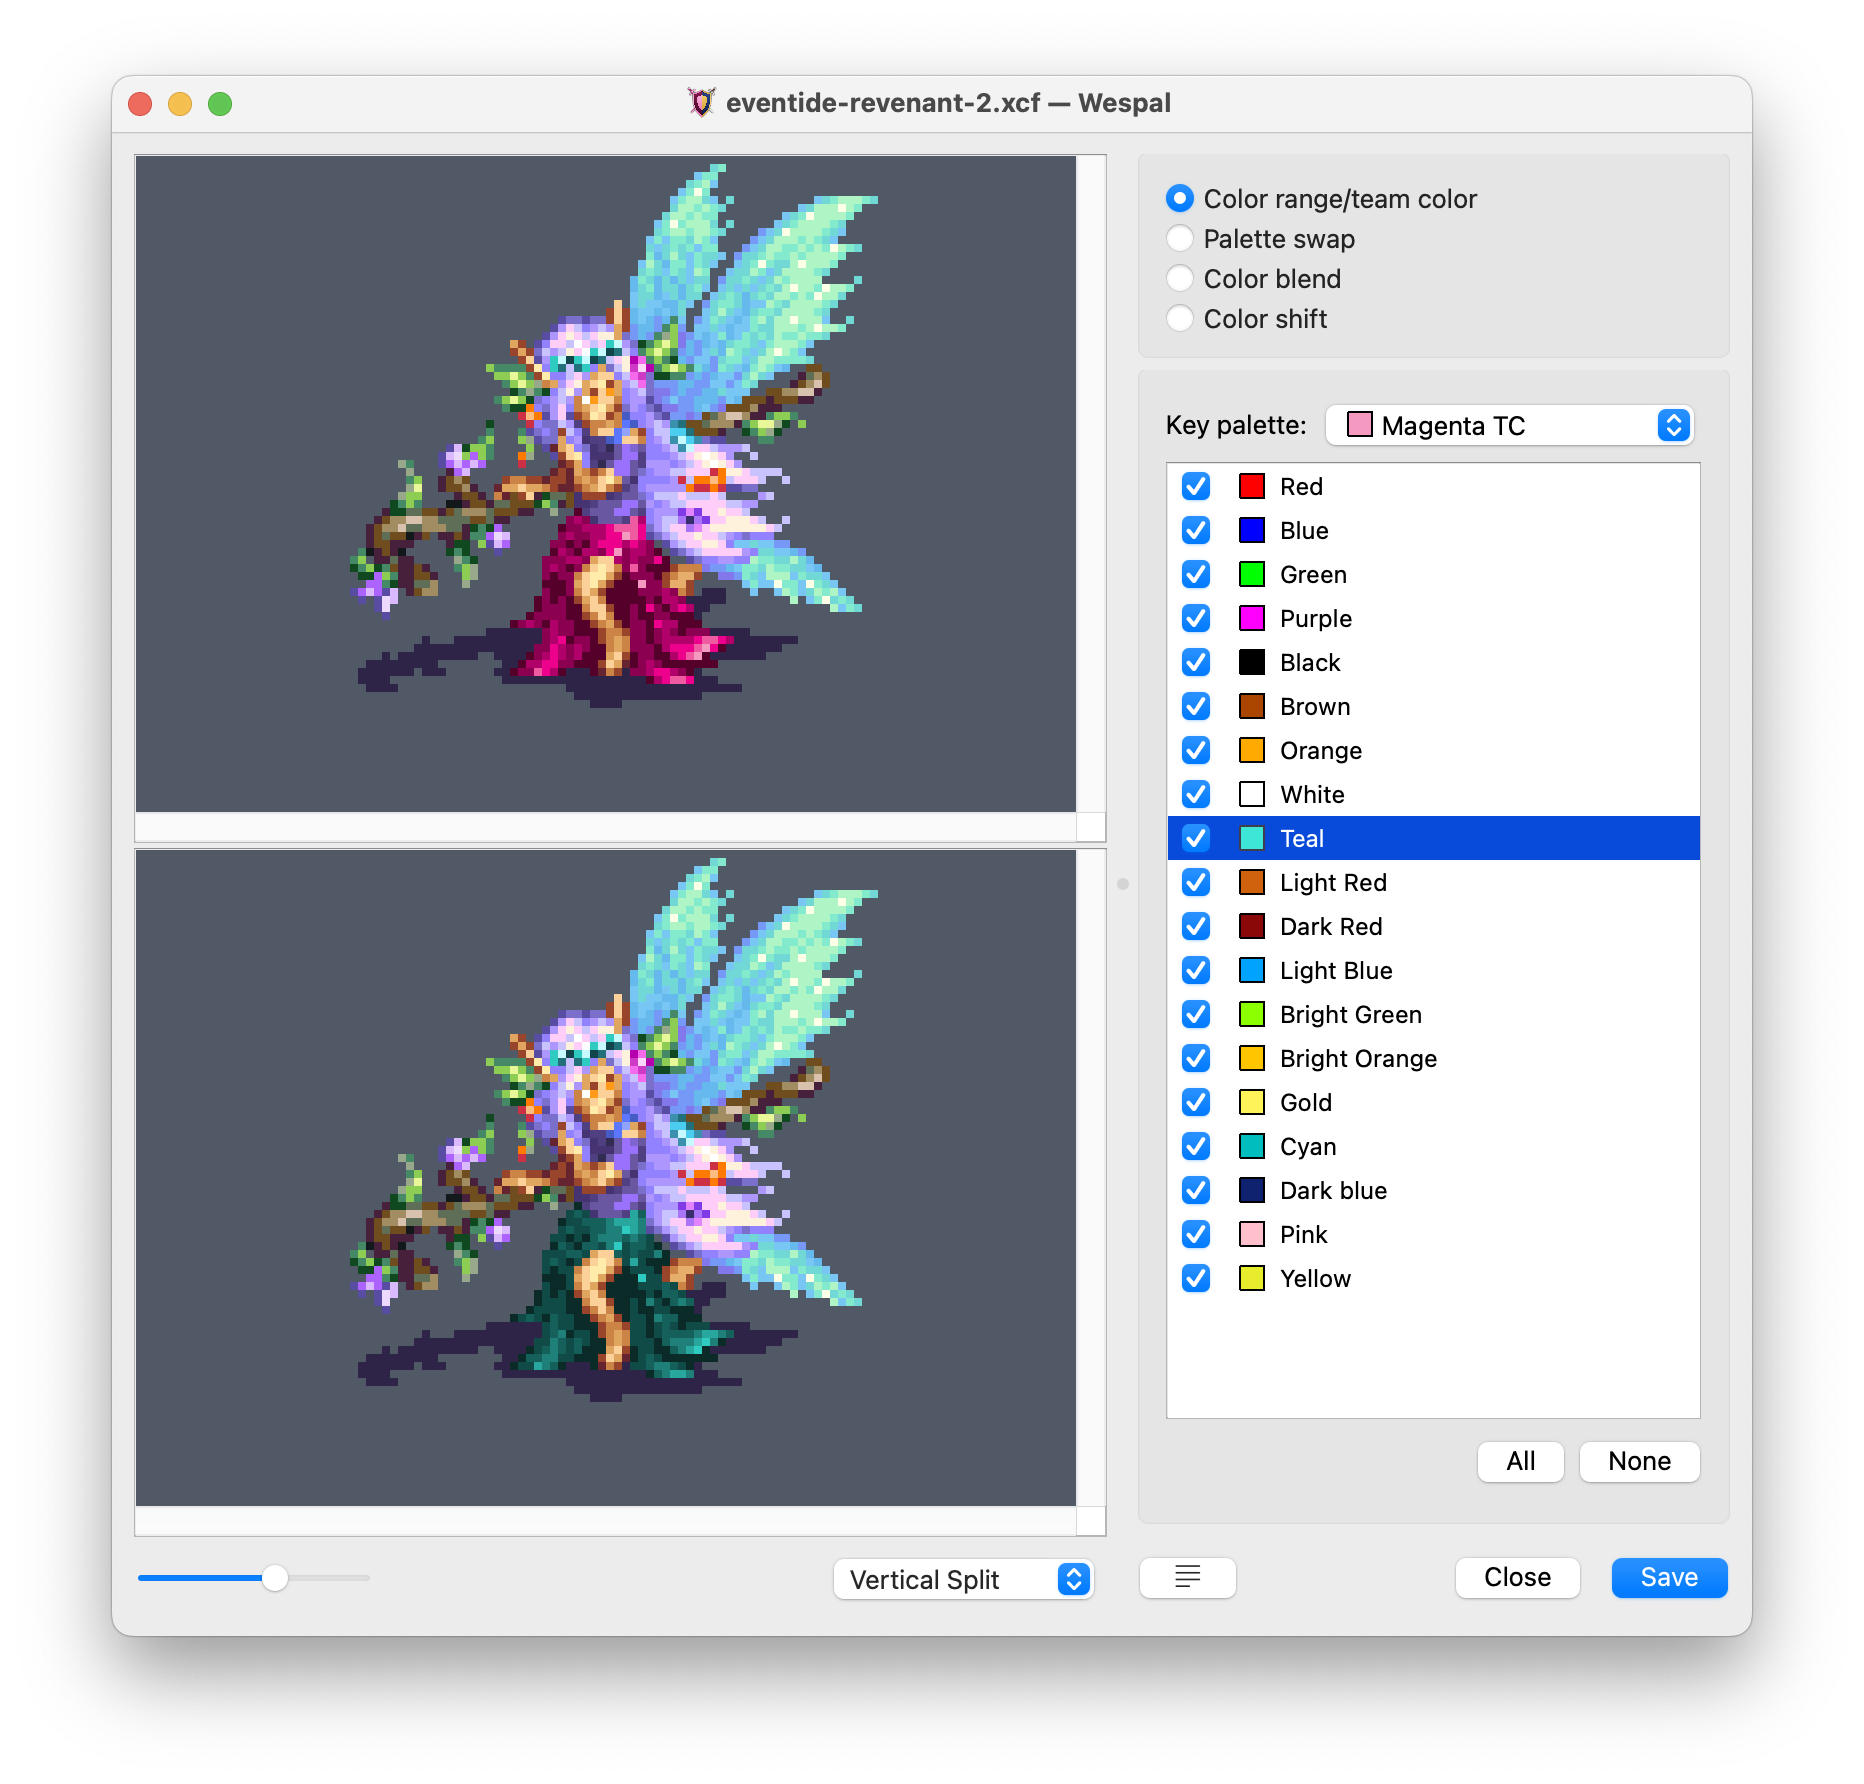 eventide-revenant-2.xcf — Wespal
Color range/team color
Palette swap
Color blend
Color shift
Key palette: Magenta TC
Red
Blue
Green
Purple
Black
Brown
Orange
White
Teal
Light Red
Dark Red
Light Blue
Bright Green
Bright Orange
Gold
Cyan
Dark blue
Pink
Yellow
All None
Vertical Split Close Save